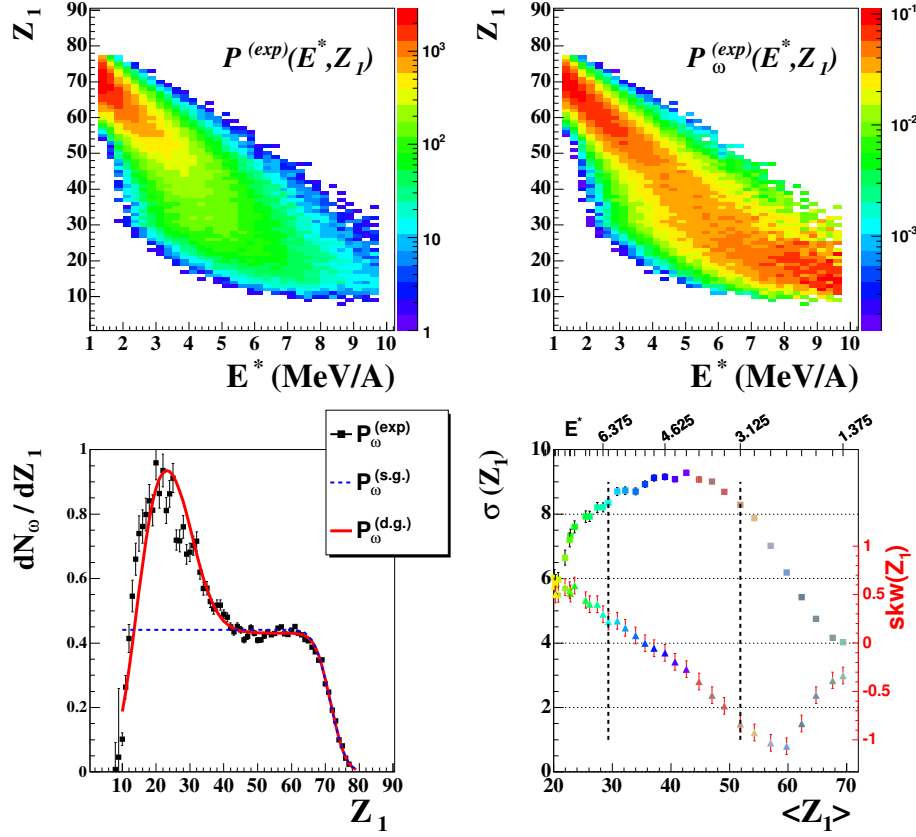 Z₁
90
80
70
60
50
40
30
20
10
P^(exp)(E*,Z₁)
10³
10²
10
1
1 2 3 4 5 6 7 8 9 10
E* (MeV/A)
Z₁
90
80
70
60
50
40
30
20
10
P_ω^(exp)(E*,Z₁)
10⁻¹
10⁻²
10⁻³
1 2 3 4 5 6 7 8 9 10
E* (MeV/A)
dN_ω / dZ₁
1
0.8
0.6
0.4
0.2
0
P_ω^(exp)
P_ω^(s.g.)
P_ω^(d.g.)
10 20 30 40 50 60 70 80 90
Z₁
E* 6.375 4.625 3.125 1.375
σ (Z₁)
10
8
6
4
2
0
1
0.5
0
-0.5
-1
skw(Z₁)
20 30 40 50 60 70
<Z₁>